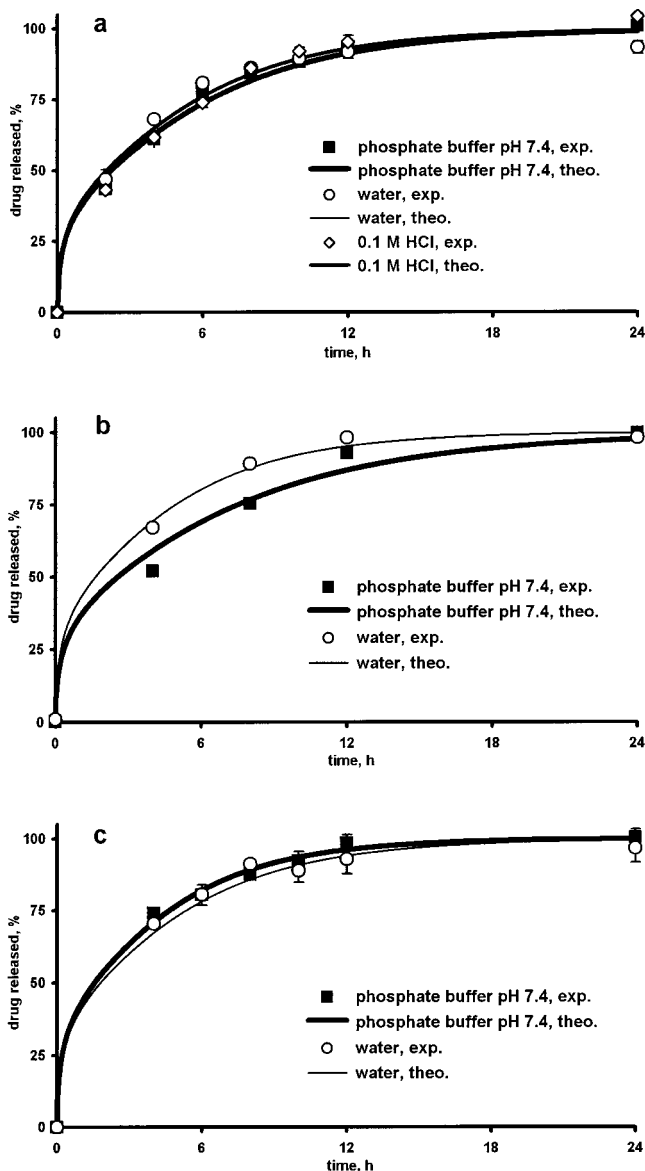 a
100
75
50
25
0
drug released, %
phosphate buffer pH 7.4, exp.
phosphate buffer pH 7.4, theo.
water, exp.
water, theo.
0.1 M HCl, exp.
0.1 M HCl, theo.
0 6 12 18 24
time, h
b
100
75
50
25
0
drug released, %
phosphate buffer pH 7.4, exp.
phosphate buffer pH 7.4, theo.
water, exp.
water, theo.
0 6 12 18 24
time, h
c
100
75
50
25
0
drug released, %
phosphate buffer pH 7.4, exp.
phosphate buffer pH 7.4, theo.
water, exp.
water, theo.
0 6 12 18 24
time, h